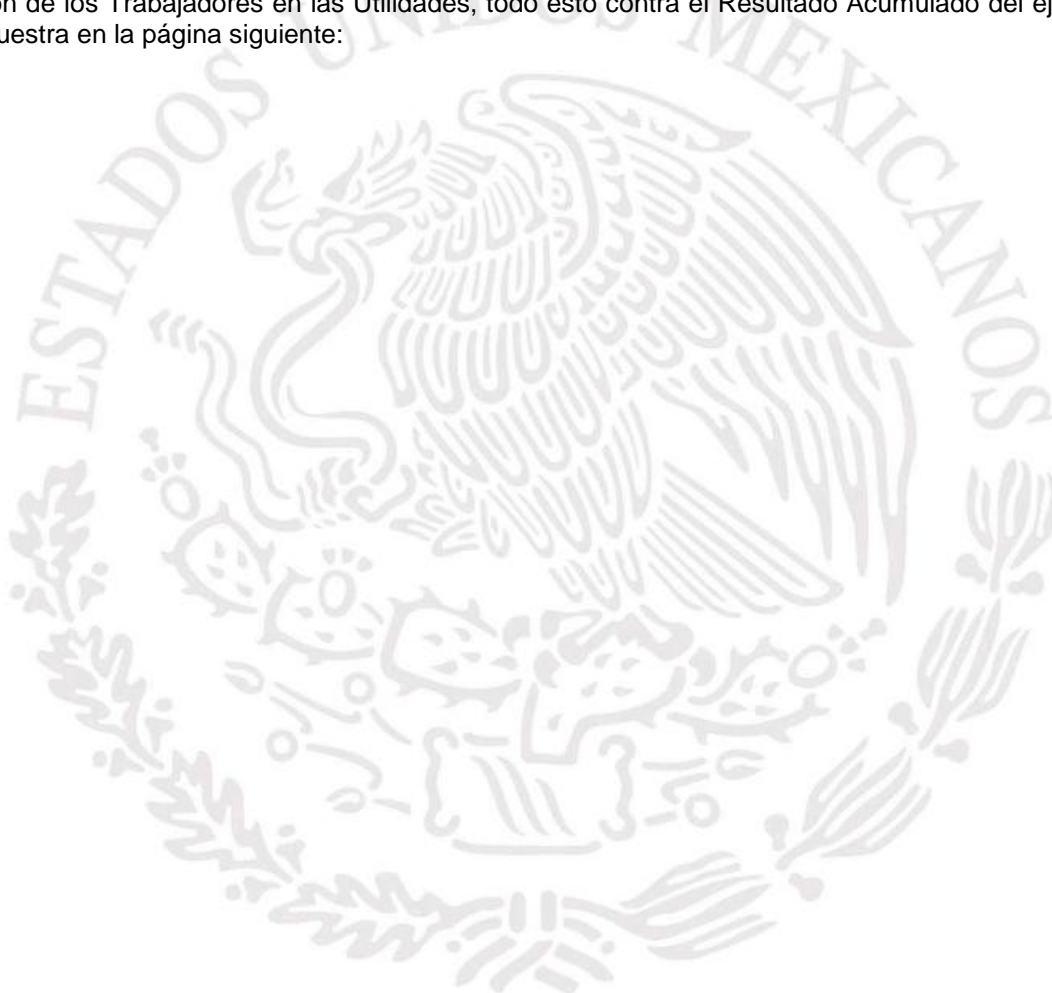 ón de los Trabajadores en las Utilidades, todo esto contra el Resultado Acumulado del ej
uestra en la página siguiente:
ESTADOS UNIDOS MEXICANOS